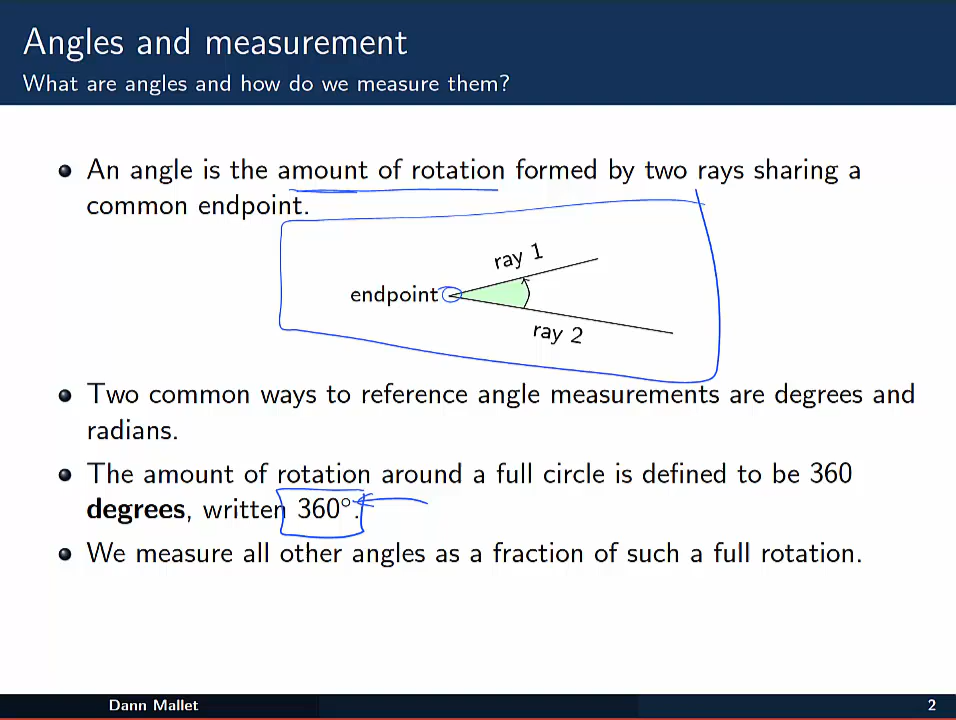 Angles and measurement
What are angles and how do we measure them?
An angle is the amount of rotation formed by two rays sharing a
common endpoint.
ray 1
endpoint
ray 2
Two common ways to reference angle measurements are degrees and
radians.
The amount of rotation around a full circle is defined to be 360
degrees, written 360°.
We measure all other angles as a fraction of such a full rotation.
Dann Mallet
2